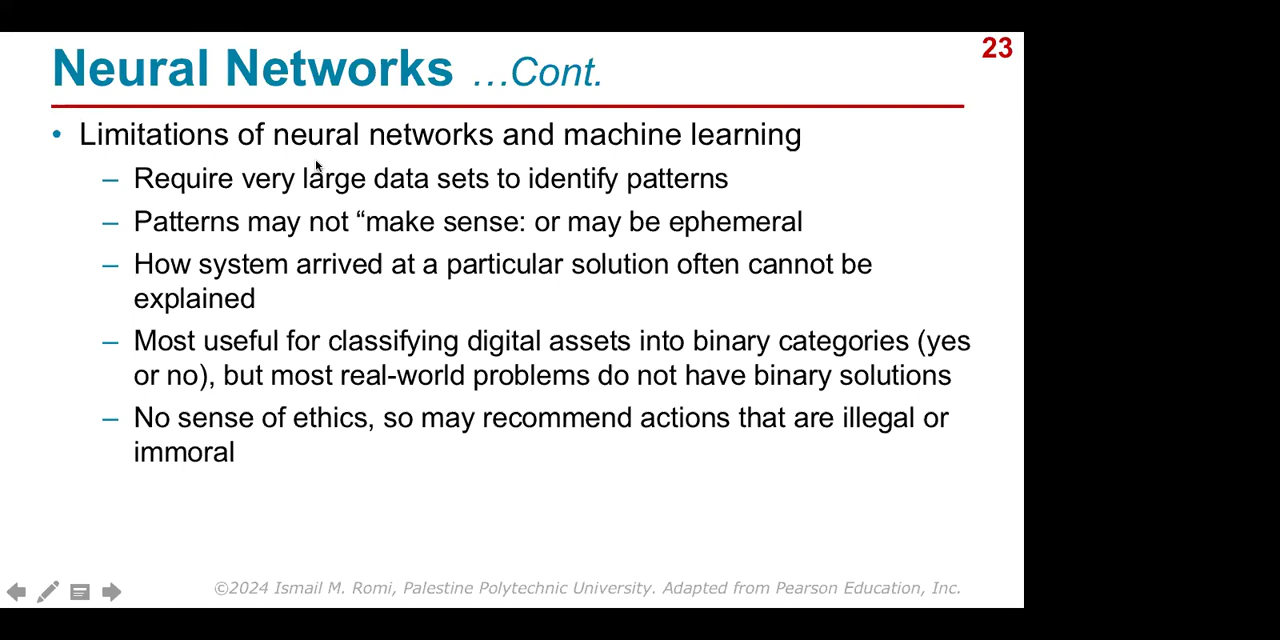 23
Neural Networks …Cont.
• Limitations of neural networks and machine learning
– Require very large data sets to identify patterns
– Patterns may not “make sense: or may be ephemeral
– How system arrived at a particular solution often cannot be
explained
– Most useful for classifying digital assets into binary categories (yes
or no), but most real-world problems do not have binary solutions
– No sense of ethics, so may recommend actions that are illegal or
immoral
©2024 Ismail M. Romi, Palestine Polytechnic University. Adapted from Pearson Education, Inc.